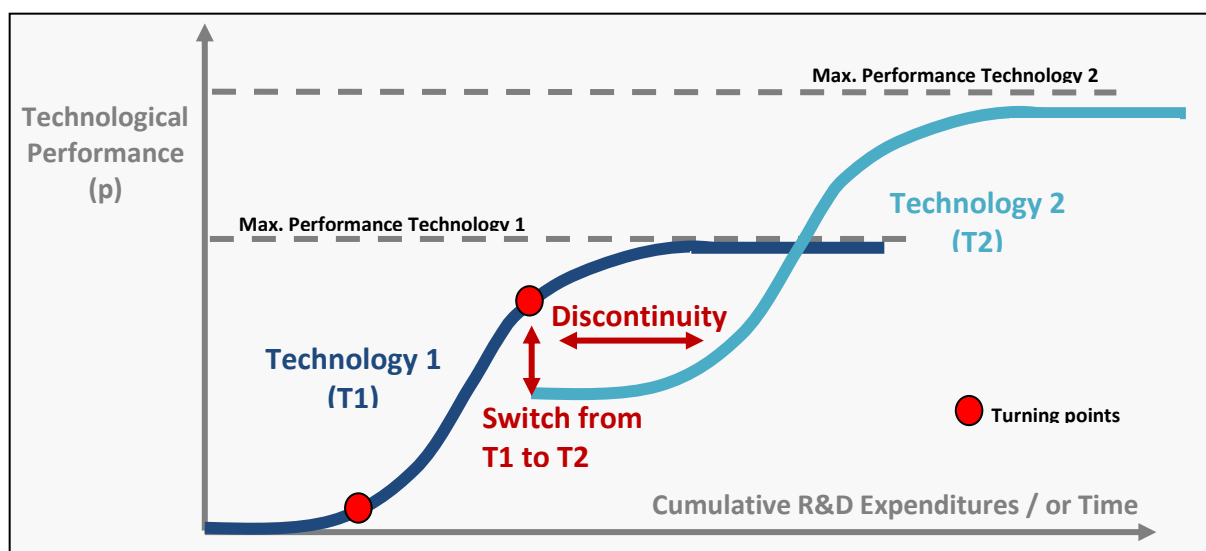 Max. Performance Technology 2
Technological
Performance
(p)
Technology 2
(T2)
Max. Performance Technology 1
Discontinuity
Technology 1
(T1)
Switch from
T1 to T2
Turning points
Cumulative R&D Expenditures / or Time